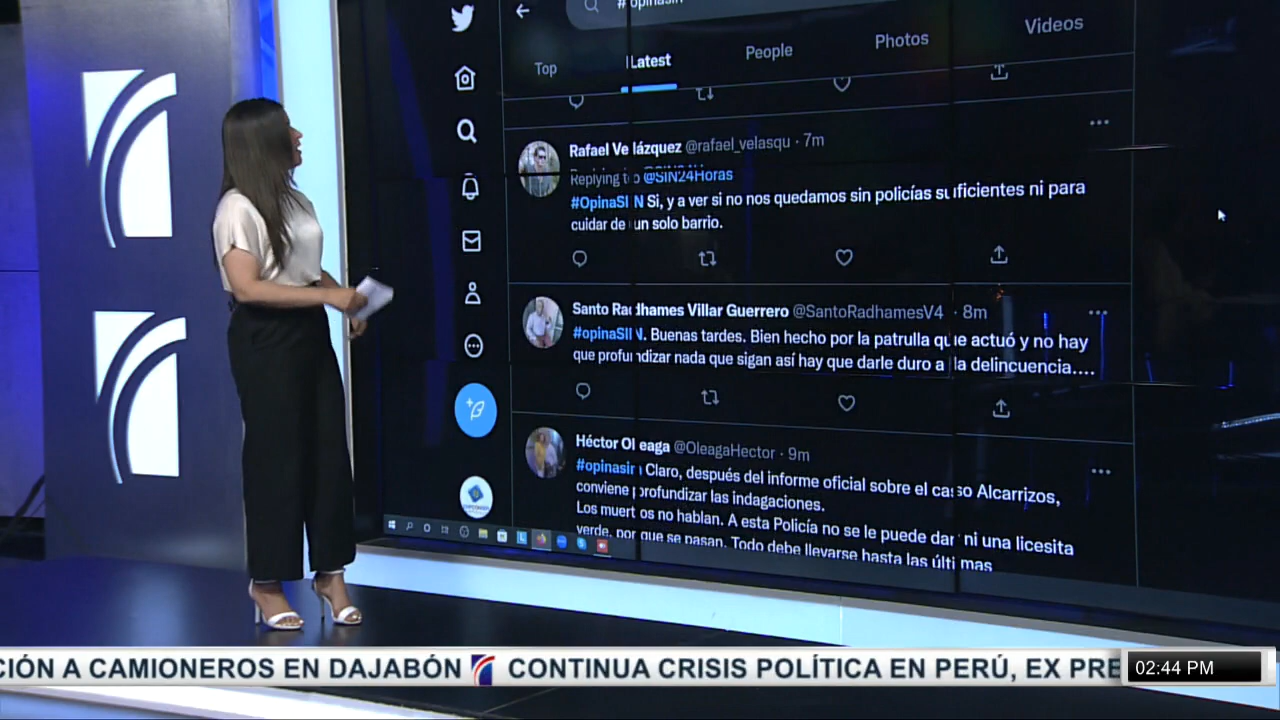 #opinasin
Top
Latest
People
Photos
Videos
Rafael Velázquez @rafael_velasqu · 7m
Replying to @SIN24Horas
#OpinaSIN Si, y a ver si no nos quedamos sin policías suficientes ni para
cuidar de un solo barrio.
Santo Radhames Villar Guerrero @SantoRadhamesV4 · 8m
#opinaSIIN. Buenas tardes. Bien hecho por la patrulla que actuó y no hay
que profundizar nada que sigan así hay que darle duro a la delincuencia....
Héctor Oleaga @OleagaHector · 9m
#opinasin Claro, después del informe oficial sobre el caso Alcarrizos,
conviene profundizar las indagaciones.
Los muertos no hablan. A esta Policía no se le puede dar ni una licesita
verde, por que se pasan. Todo debe llevarse hasta las últimas
CIÓN A CAMIONEROS EN DAJABÓN CONTINUA CRISIS POLÍTICA EN PERÚ, EX PRE
02:44 PM